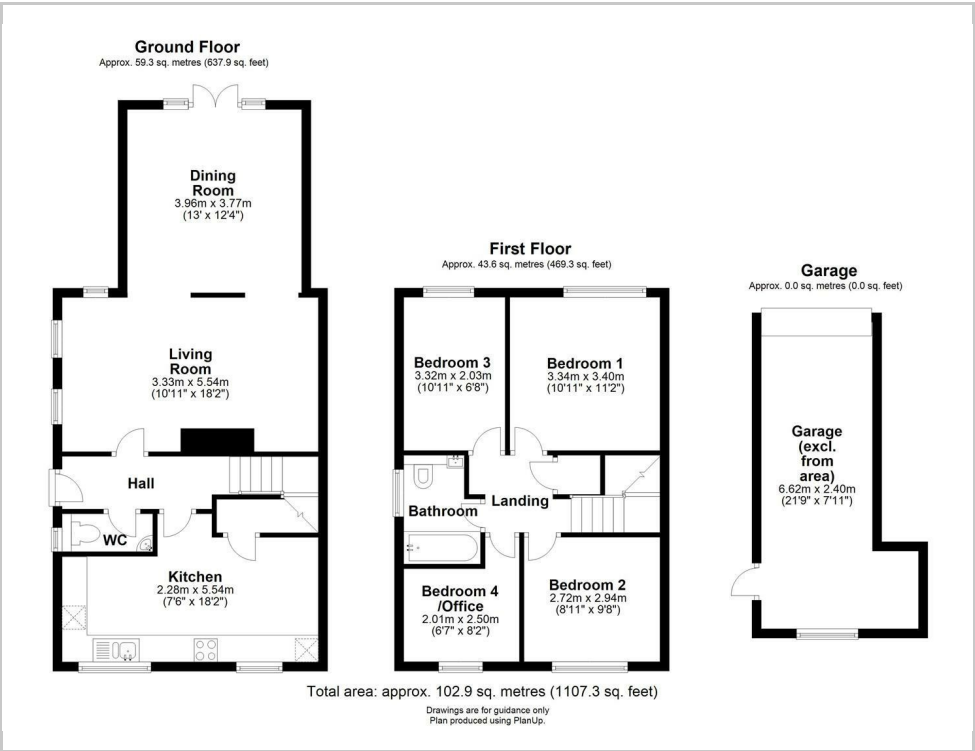 Ground Floor
Approx. 59.3 sq. metres (637.9 sq. feet)
Dining
Room
3.96m x 3.77m
(13' x 12'4")
Living
Room
3.33m x 5.54m
(10'11" x 18'2")
Hall
WC
Kitchen
2.28m x 5.54m
(7'6" x 18'2")
First Floor
Approx. 43.6 sq. metres (469.3 sq. feet)
Bedroom 3
3.32m x 2.03m
(10'11" x 6'8")
Bedroom 1
3.34m x 3.40m
(10'11" x 11'2")
Landing
Bathroom
Bedroom 4
/Office
2.01m x 2.50m
(6'7" x 8'2")
Bedroom 2
2.72m x 2.94m
(8'11" x 9'8")
Garage
Approx. 0.0 sq. metres (0.0 sq. feet)
Garage
(excl.
from
area)
6.62m x 2.40m
(21'9" x 7'11")
Total area: approx. 102.9 sq. metres (1107.3 sq. feet)
Drawings are for guidance only
Plan produced using PlanUp.